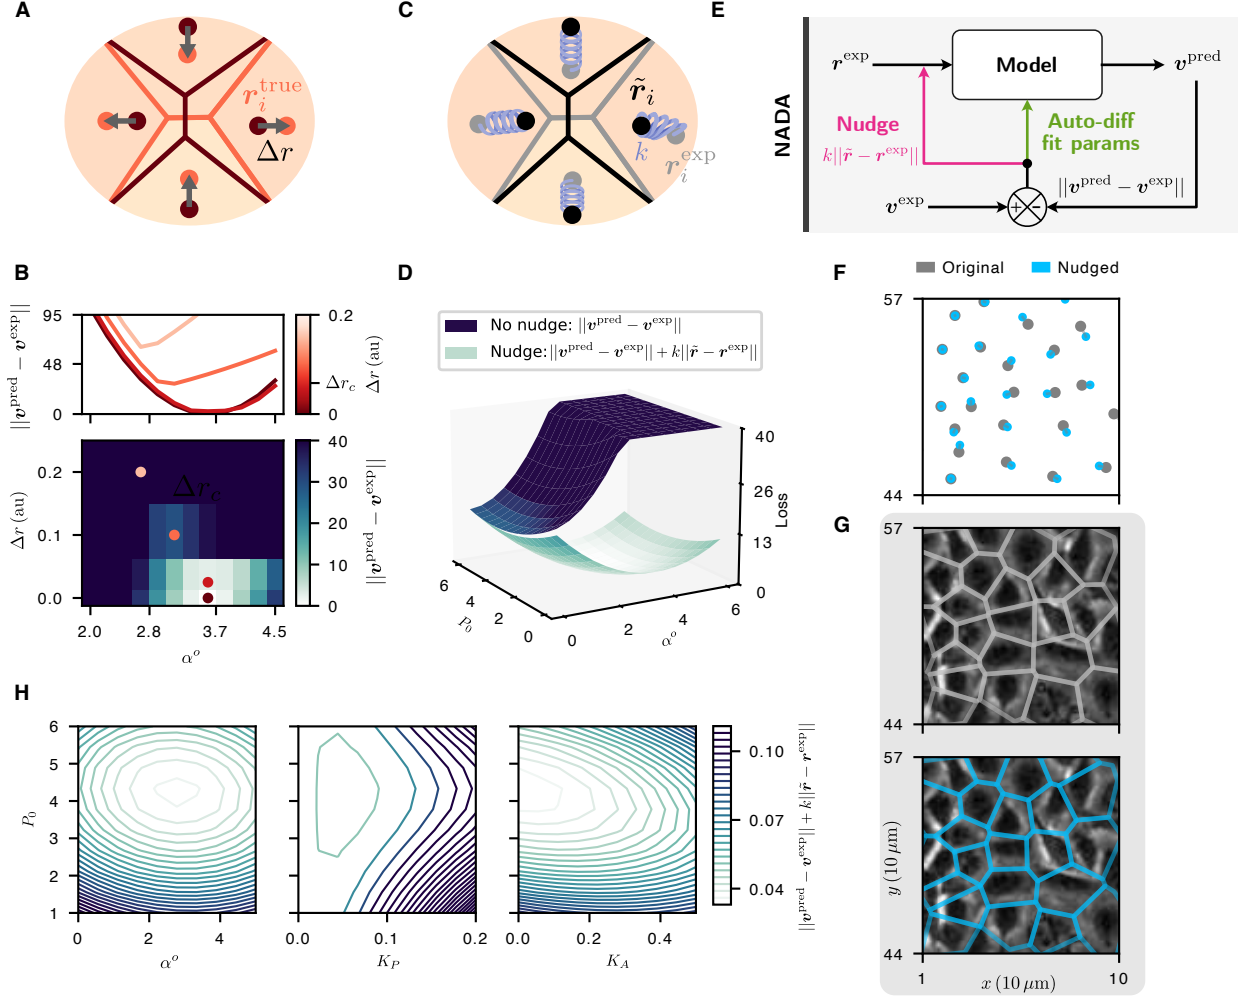 A
r_i^true
Δr
C
r̃_i
k
r_i^exp
E
NADA
r^exp
Model
v^pred
Nudge
k||r̃ − r^exp||
Auto-diff
fit params
||v^pred − v^exp||
v^exp
+ −
B
||v^pred − v^exp||
95
48
0
0.2
Δr_c
0
Δr (au)
Δr (au)
0.2
0.1
0.0
Δr_c
2.0 2.8 3.7 4.5
α^o
40
30
20
10
0
||v^pred − v^exp||
D
No nudge: ||v^pred − v^exp||
Nudge: ||v^pred − v^exp|| + k||r̃ − r^exp||
40
26
13
0
Loss
6
4
2
0
P_0
0
2
4
6
α^o
F
Original Nudged
57
44
G
57
44
57
44
y (10 μm)
1 10
x (10 μm)
H
P_0
6
5
4
3
2
1
0 2 4
α^o
0.0 0.1 0.2
K_P
0.0 0.2 0.4
K_A
0.10
0.07
0.04
||v^pred − v^exp|| + k||r̃ − r^exp||